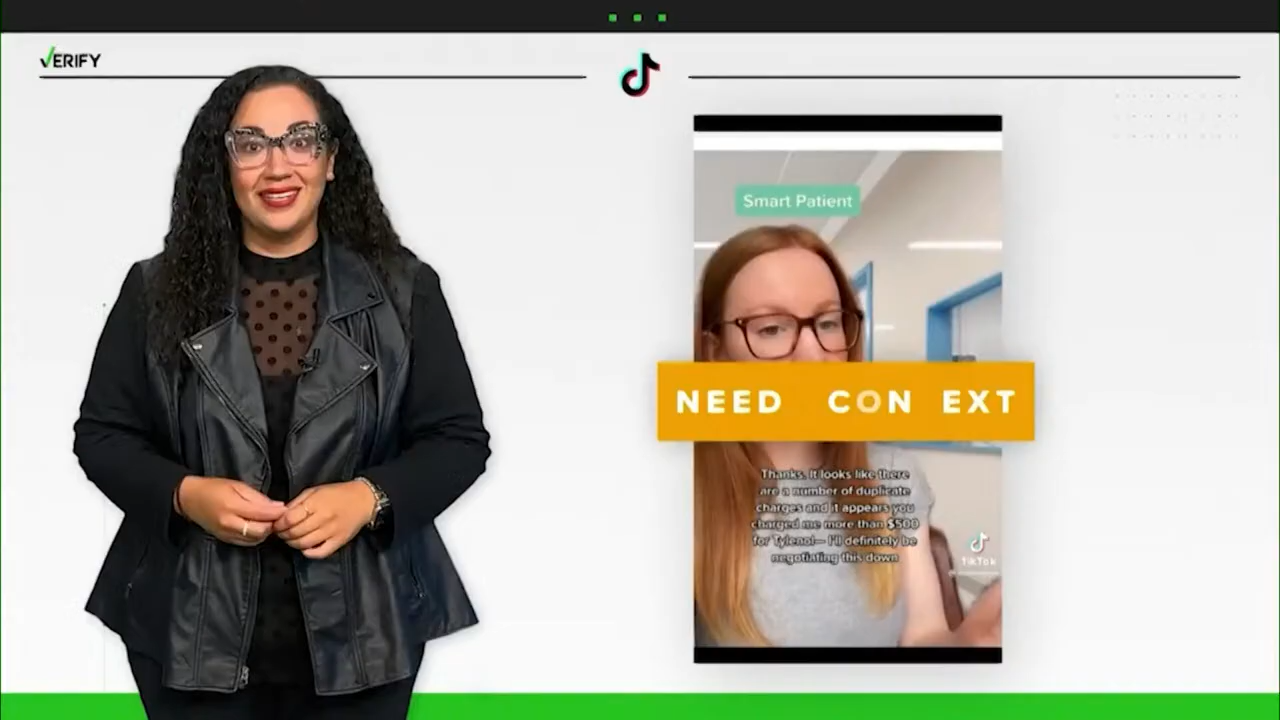 VERIFY
Smart Patient
NEED CON EXT
Thanks. It looks like there
are a number of duplicate
charges and it appears you
charged me more than $500
for Tylenol— I'll definitely be
negotiating this down
TikTok